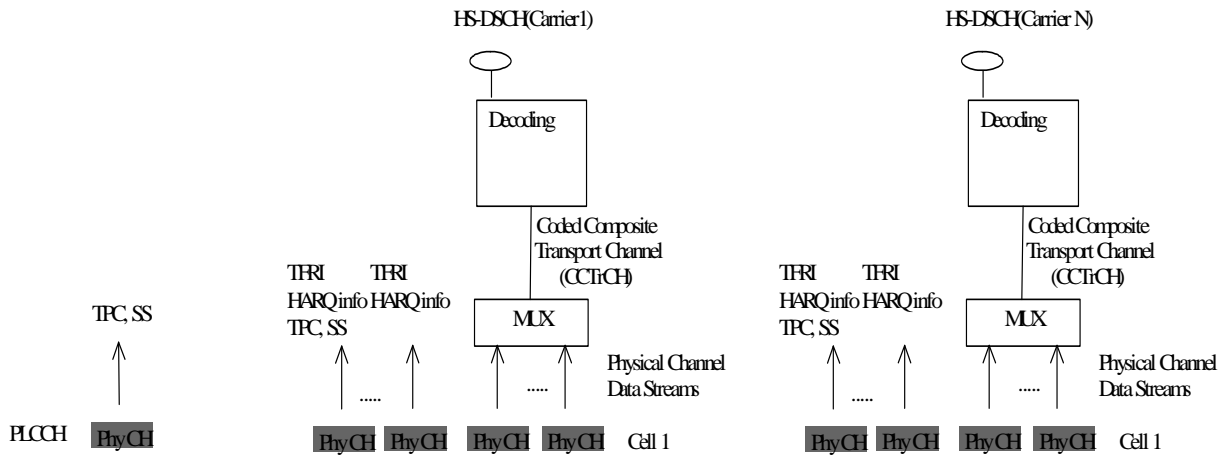 HS-DSCH(Carrier1)
HS-DSCH(Carrier N)
Decoding
Decoding
Coded Composite
Transport Channel
(CCTrCH)
Coded Composite
Transport Channel
(CCTrCH)
TFRI
HARQ info
TPC, SS
TFRI
HARQ info
TFRI
HARQ info
TPC, SS
TFRI
HARQ info
TPC, SS
MUX
MUX
Physical Channel
Data Streams
Physical Channel
Data Streams
.....
.....
.....
.....
PLCCH
Phy CH
Phy CH
Phy CH
Phy CH
Phy CH
Cell 1
Phy CH
Phy CH
Phy CH
Phy CH
Cell 1